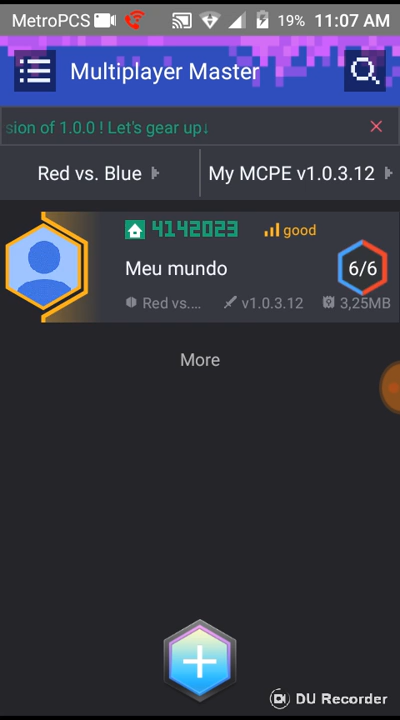 MetroPCS 19% 11:07 AM
Multiplayer Master
sion of 1.0.0 ! Let's gear up↓
Red vs. Blue My MCPE v1.0.3.12
4142023 good
Meu mundo 6/6
Red vs.... v1.0.3.12 3,25MB
More
DU Recorder